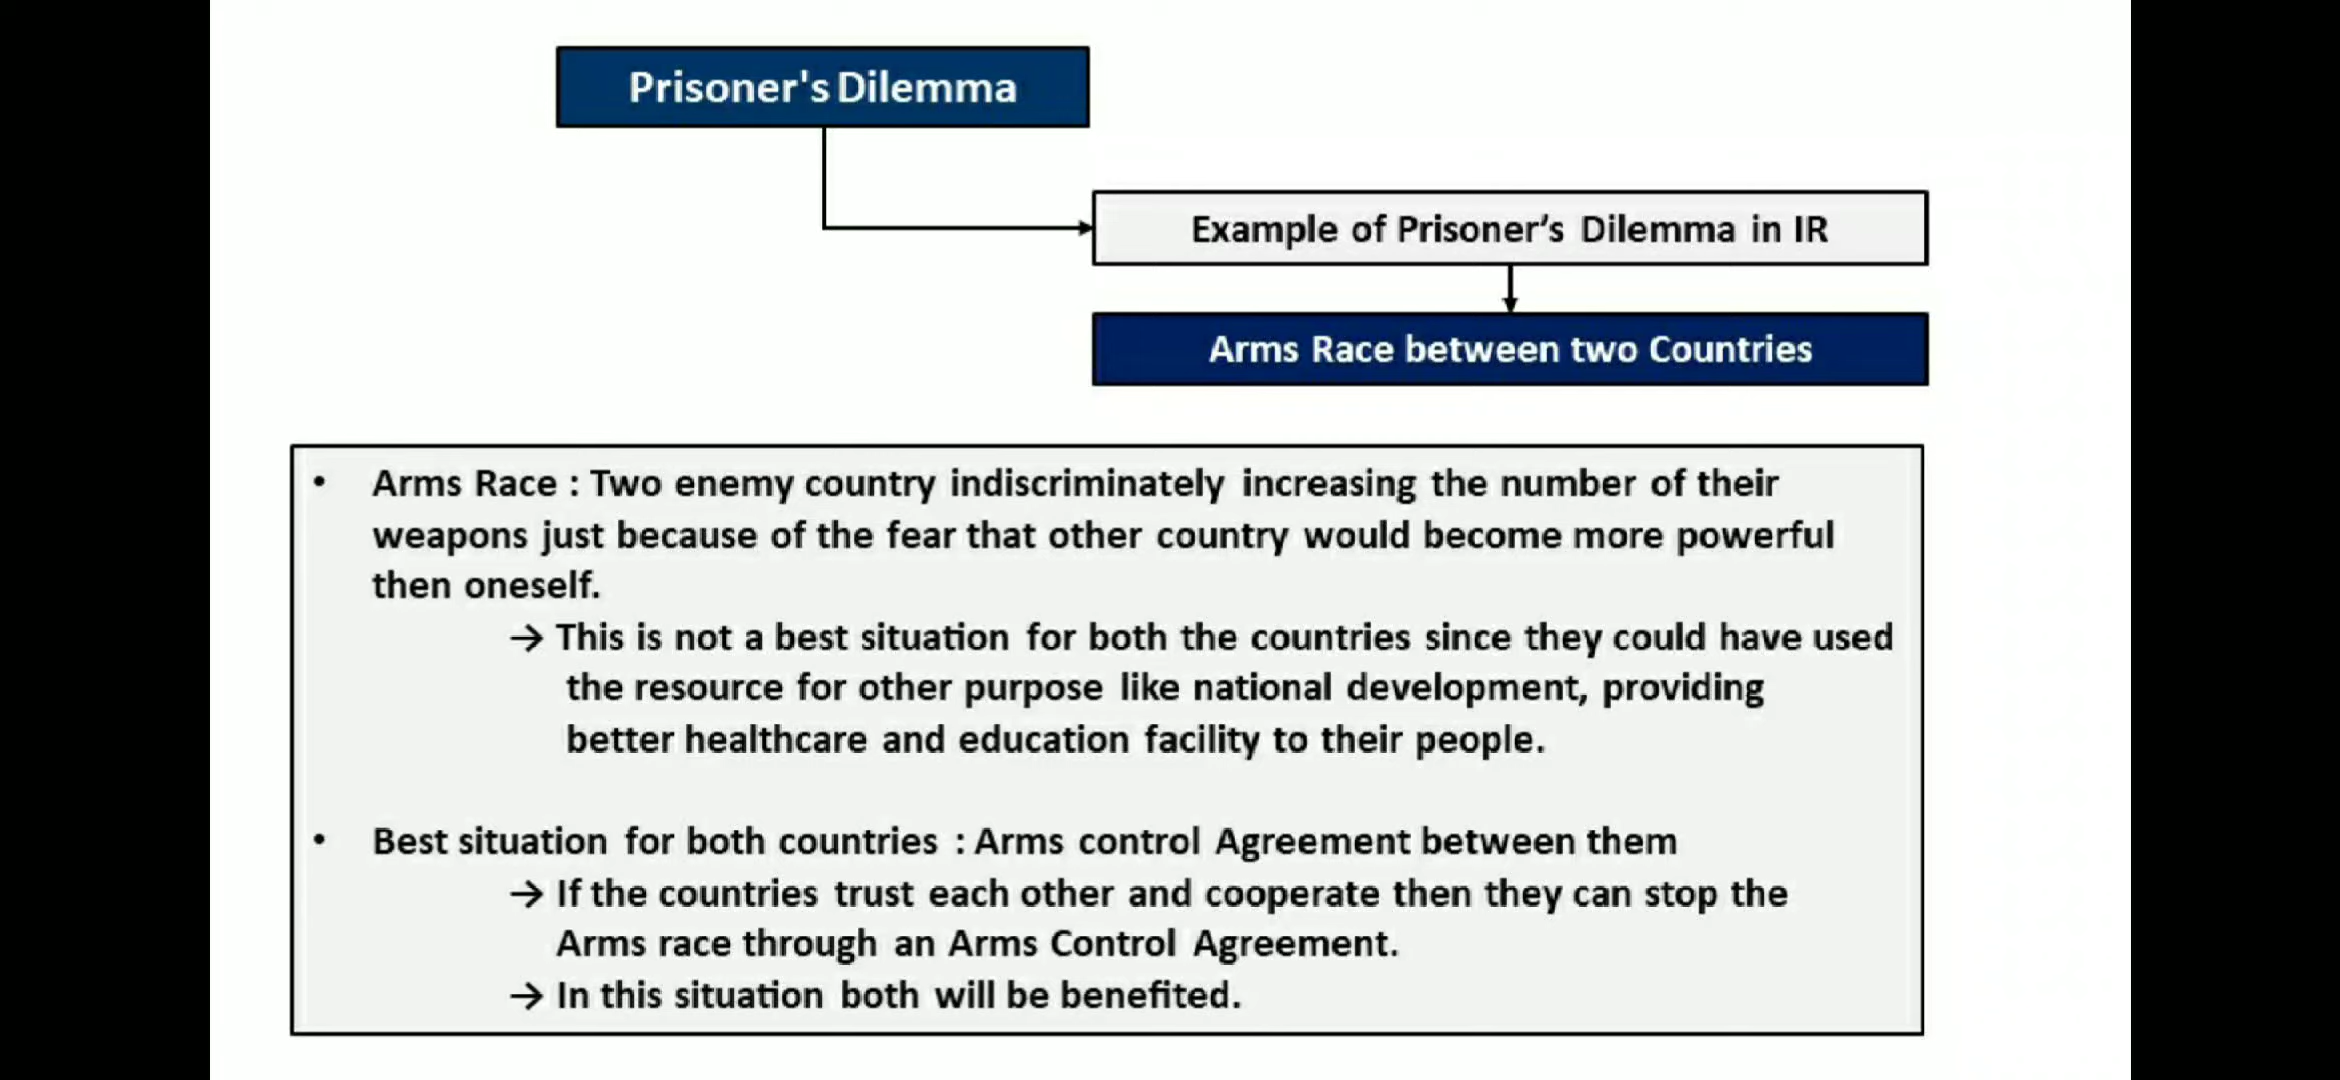 Prisoner's Dilemma
Example of Prisoner’s Dilemma in IR
Arms Race between two Countries
• Arms Race : Two enemy country indiscriminately increasing the number of their
weapons just because of the fear that other country would become more powerful
then oneself.
→ This is not a best situation for both the countries since they could have used
the resource for other purpose like national development, providing
better healthcare and education facility to their people.
• Best situation for both countries : Arms control Agreement between them
→ If the countries trust each other and cooperate then they can stop the
Arms race through an Arms Control Agreement.
→ In this situation both will be benefited.